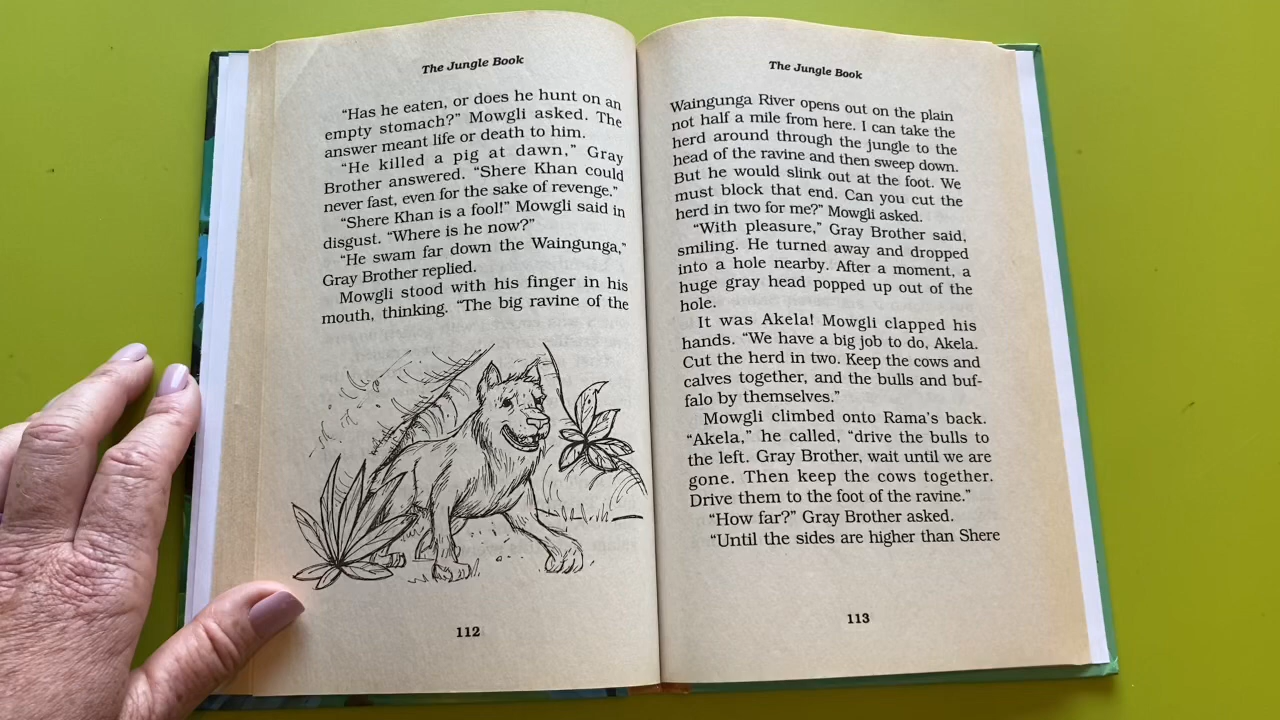 The Jungle Book
“Has he eaten, or does he hunt on an
empty stomach?” Mowgli asked. The
answer meant life or death to him.
“He killed a pig at dawn,” Gray
Brother answered. “Shere Khan could
never fast, even for the sake of revenge.”
“Shere Khan is a fool!” Mowgli said in
disgust. “Where is he now?”
“He swam far down the Waingunga,”
Gray Brother replied.
Mowgli stood with his finger in his
mouth, thinking. “The big ravine of the
112
The Jungle Book
Waingunga River opens out on the plain
not half a mile from here. I can take the
herd around through the jungle to the
head of the ravine and then sweep down.
But he would slink out at the foot. We
must block that end. Can you cut the
herd in two for me?” Mowgli asked.
“With pleasure,” Gray Brother said,
smiling. He turned away and dropped
into a hole nearby. After a moment, a
huge gray head popped up out of the
hole.
It was Akela! Mowgli clapped his
hands. “We have a big job to do, Akela.
Cut the herd in two. Keep the cows and
calves together, and the bulls and buf-
falo by themselves.”
Mowgli climbed onto Rama’s back.
“Akela,” he called, “drive the bulls to
the left. Gray Brother, wait until we are
gone. Then keep the cows together.
Drive them to the foot of the ravine.”
“How far?” Gray Brother asked.
“Until the sides are higher than Shere
113